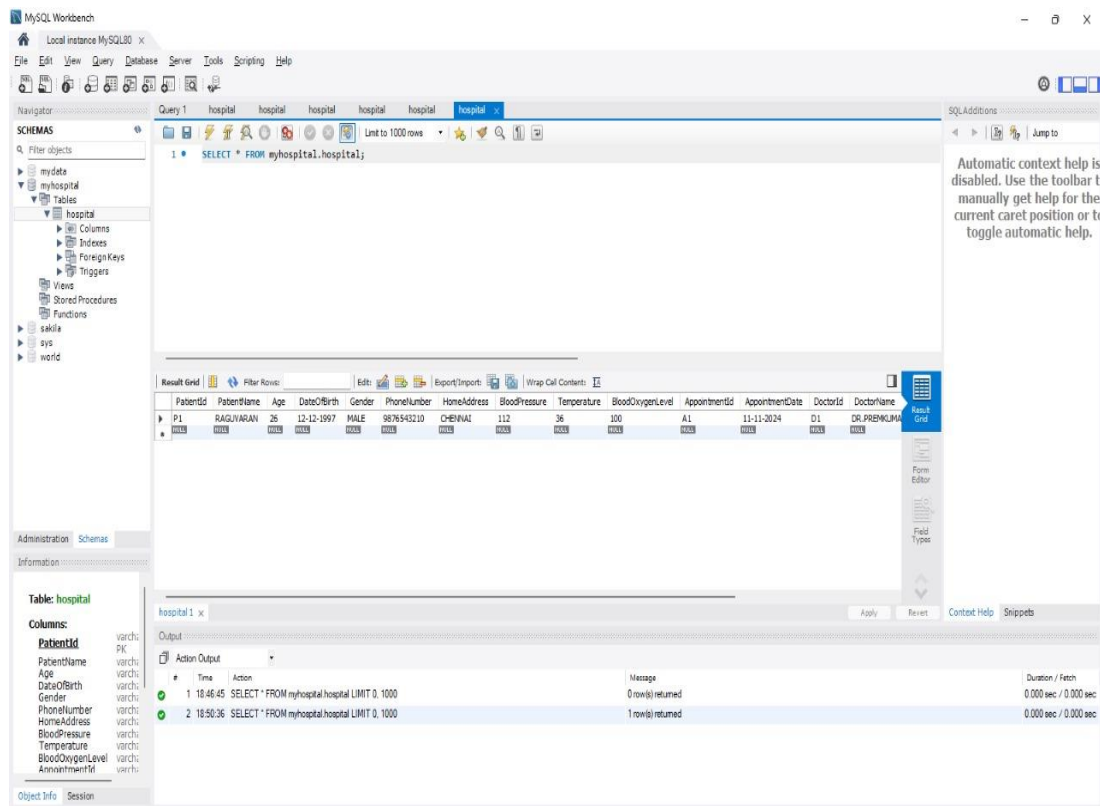 MySQL Workbench
Local instance MySQL80 x
File Edit View Query Database Server Tools Scripting Help
Navigator
SCHEMAS
Filter objects
mydata
myhospital
Tables
hospital
Columns
Indexes
Foreign Keys
Triggers
Views
Stored Procedures
Functions
sakila
sys
world
Administration Schemas
Information
Table: hospital
Columns:
PatientId varcha
PK
PatientName varcha
Age varcha
DateOfBirth varcha
Gender varcha
PhoneNumber varcha
HomeAddress varcha
BloodPressure varcha
Temperature varcha
BloodOxygenLevel varcha
AppointmentId varcha
Object Info Session
Query 1 hospital hospital hospital hospital hospital hospital x
Limit to 1000 rows
1 SELECT * FROM myhospital.hospital;
Result Grid Filter Rows: Edit: Export/Import: Wrap Cell Content:
PatientId PatientName Age DateOfBirth Gender PhoneNumber HomeAddress BloodPressure Temperature BloodOxygenLevel AppointmentId AppointmentDate DoctorId DoctorName
P1 RAGUVARAN 26 12-12-1997 MALE 9876543210 CHENNAI 112 36 100 A1 11-11-2024 D1 DR.PREMKUMA
NULL NULL NULL NULL NULL NULL NULL NULL NULL NULL NULL NULL NULL NULL
Result
Grid
Form
Editor
Field
Types
hospital 1 x Apply Revert
Output
Action Output
# Time Action Message Duration / Fetch
1 18:46:45 SELECT * FROM myhospital.hospital LIMIT 0, 1000 0 row(s) returned 0.000 sec / 0.000 sec
2 18:50:36 SELECT * FROM myhospital.hospital LIMIT 0, 1000 1 row(s) returned 0.000 sec / 0.000 sec
SQLAdditions
Jump to
Automatic context help is
disabled. Use the toolbar t
manually get help for the
current caret position or to
toggle automatic help.
Context Help Snippets